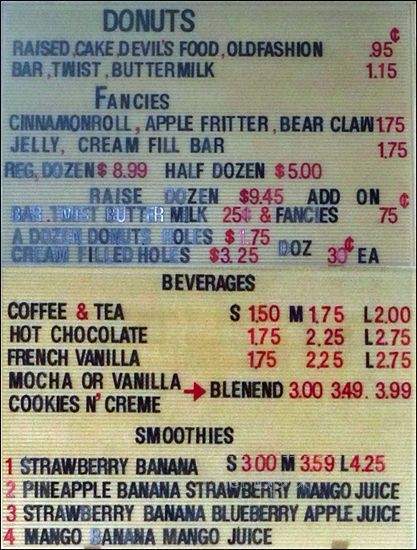 DONUTS
RAISED, CAKE, DEVIL'S FOOD, OLDFASHION .95¢
BAR, TWIST, BUTTERMILK 1.15
FANCIES
CINNAMONROLL, APPLE FRITTER, BEAR CLAW 1.75
JELLY, CREAM FILL BAR 1.75
REG, DOZEN $8.99 HALF DOZEN $5.00
RAISE DOZEN $9.45 ADD ON ¢
BAR, TWIST BUTTER MILK 25¢ & FANCIES 75
A DOZEN DONUTS HOLES $1.75
CREAM FILLED HOLES $3.25 DOZ 30¢ EA
BEVERAGES
COFFEE & TEA S 1.50 M 1.75 L2.00
HOT CHOCOLATE 1.75 2.25 L2.75
FRENCH VANILLA 1.75 2.25 L2.75
MOCHA OR VANILLA → BLENEND 3.00 349. 3.99
COOKIES N' CREME
SMOOTHIES
1 STRAWBERRY BANANA S 3.00 M 3.59 L4.25
2 PINEAPPLE BANANA STRAWBERRY MANGO JUICE
3 STRAWBERRY BANANA BLUEBERRY APPLE JUICE
4 MANGO BANANA MANGO JUICE